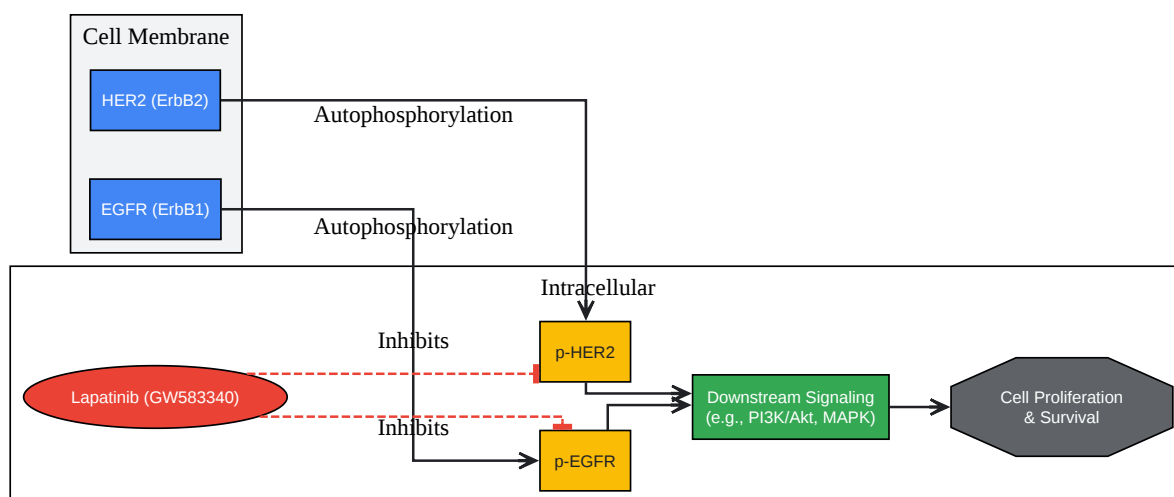 Cell Membrane
HER2 (ErbB2)
Autophosphorylation
EGFR (ErbB1)
Autophosphorylation
Intracellular
Inhibits
p-HER2
Lapatinib (GW583340)
Inhibits
p-EGFR
Downstream Signaling
(e.g., PI3K/Akt, MAPK)
Cell Proliferation
& Survival